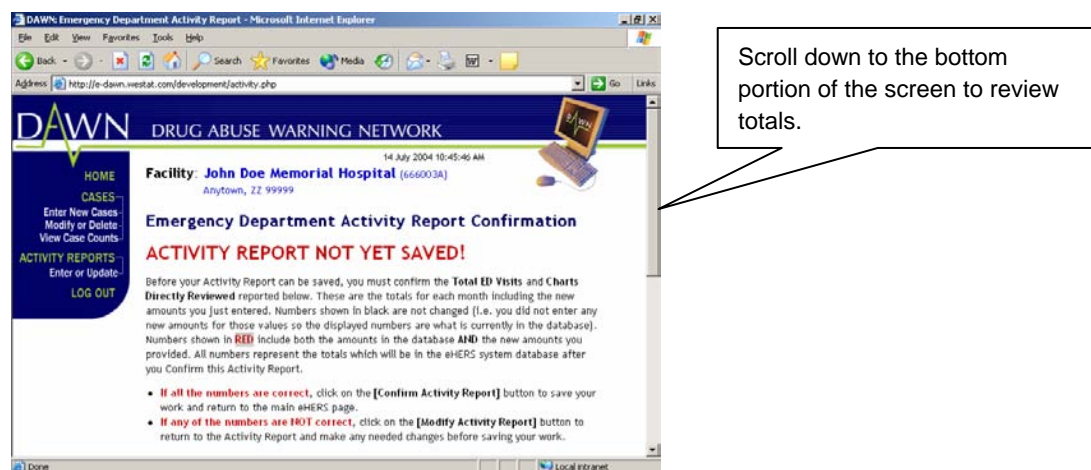 DAWN: Emergency Department Activity Report - Microsoft Internet Explorer
File Edit View Favorites Tools Help
Back Search Favorites Media
Address http://e-dawn.westat.com/development/activity.php Go Links
DAWN DRUG ABUSE WARNING NETWORK
DAWN
14 July 2004 10:45:46 AM
HOME
CASES
Enter New Cases
Modify or Delete
View Case Counts
ACTIVITY REPORTS
Enter or Update
LOG OUT
Facility: John Doe Memorial Hospital (666003A)
Anytown, ZZ 99999
Emergency Department Activity Report Confirmation
ACTIVITY REPORT NOT YET SAVED!
Before your Activity Report can be saved, you must confirm the Total ED Visits and Charts
Directly Reviewed reported below. These are the totals for each month including the new
amounts you just entered. Numbers shown in black are not changed (i.e. you did not enter any
new amounts for those values so the displayed numbers are what is currently in the database).
Numbers shown in RED include both the amounts in the database AND the new amounts you
provided. All numbers represent the totals which will be in the eHERS system database after
you Confirm this Activity Report.
• If all the numbers are correct, click on the [Confirm Activity Report] button to save your
work and return to the main eHERS page.
• If any of the numbers are NOT correct, click on the [Modify Activity Report] button to
return to the Activity Report and make any needed changes before saving your work.
Done Local intranet
Scroll down to the bottom
portion of the screen to review
totals.